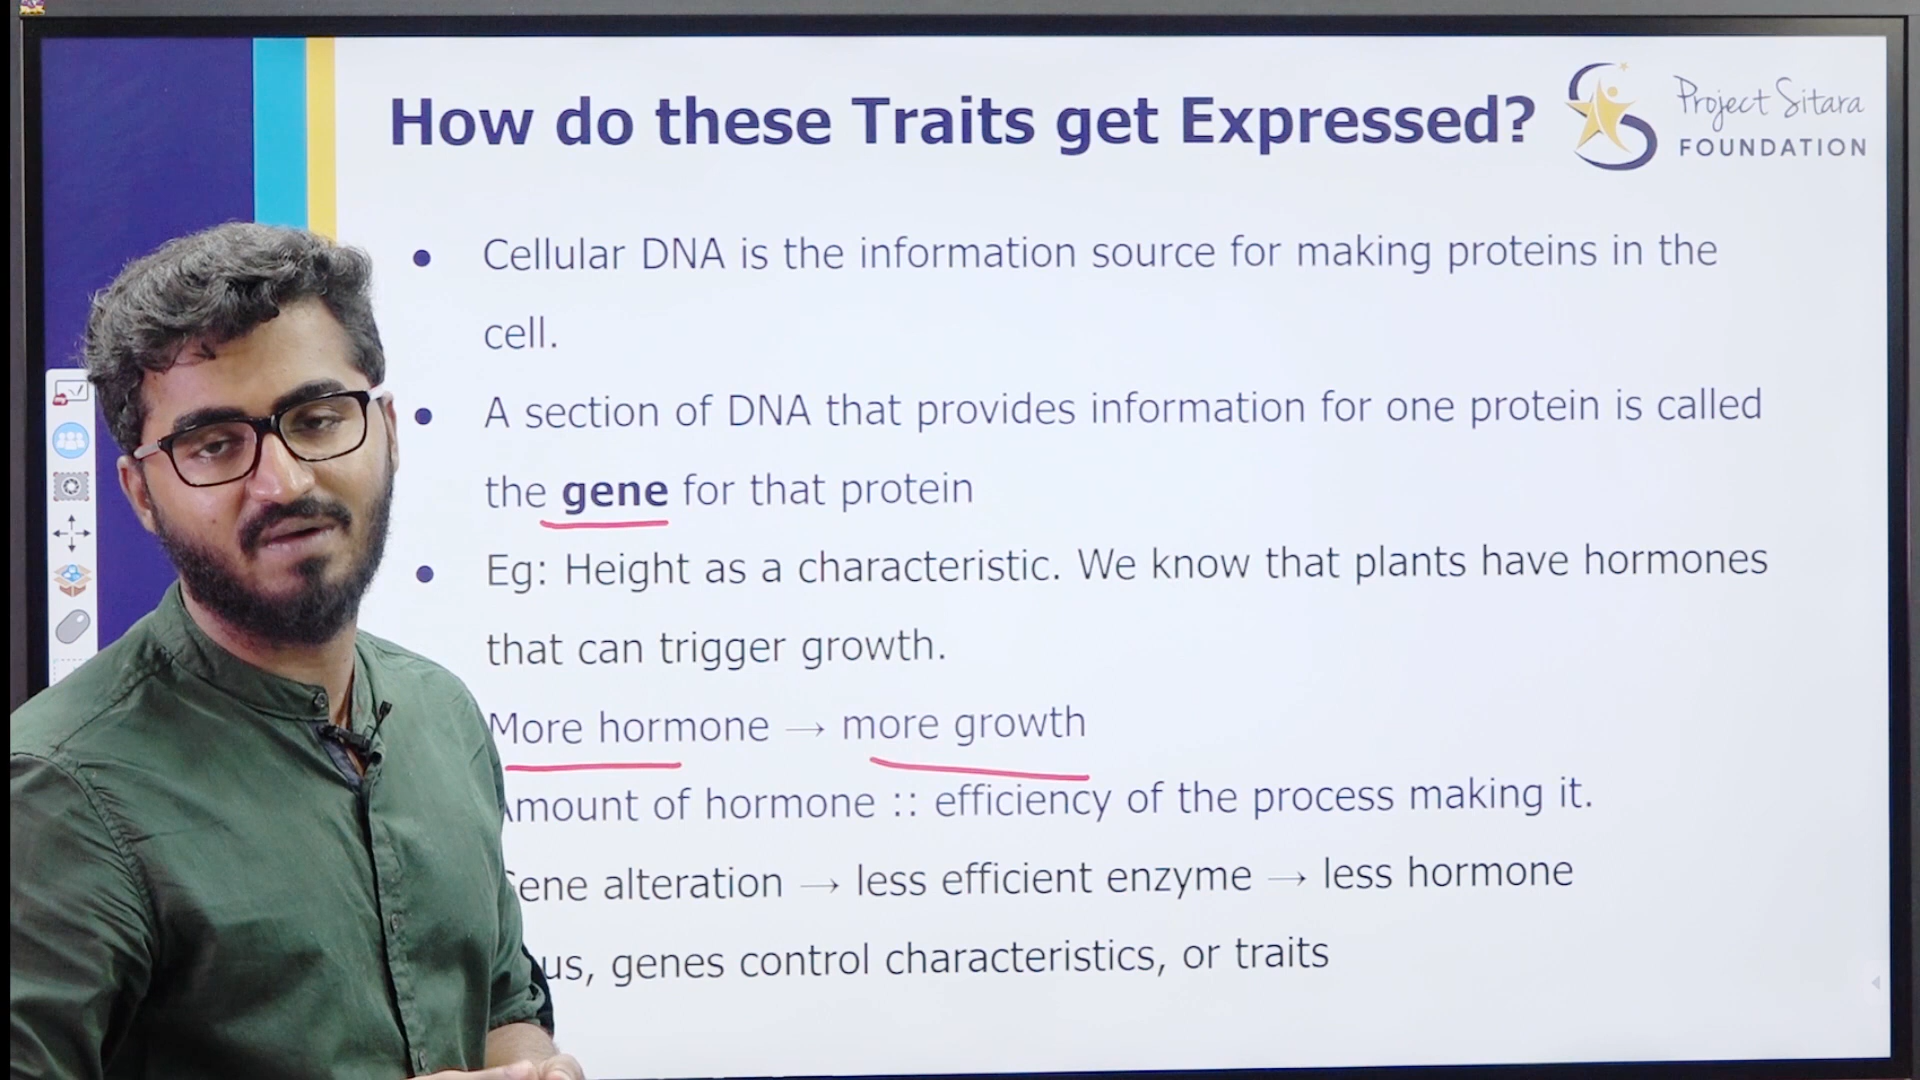 How do these Traits get Expressed?
Project Sitara
FOUNDATION
● Cellular DNA is the information source for making proteins in the
cell.
● A section of DNA that provides information for one protein is called
the gene for that protein
● Eg: Height as a characteristic. We know that plants have hormones
that can trigger growth.
More hormone → more growth
Amount of hormone :: efficiency of the process making it.
alteration → less efficient enzyme → less hormone
genes control characteristics, or traits